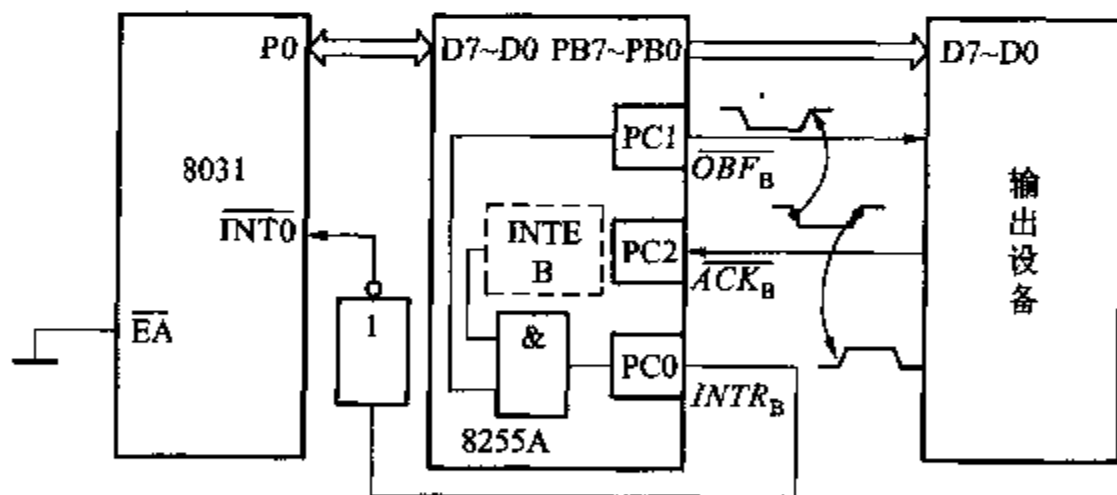 P0
D7~D0
PB7~PB0
D7~D0
PC1
OBF_B
8031
INT0
INTE
B
PC2
ACK_B
输出设备
EA
1
&
PC0
INTR_B
8255A